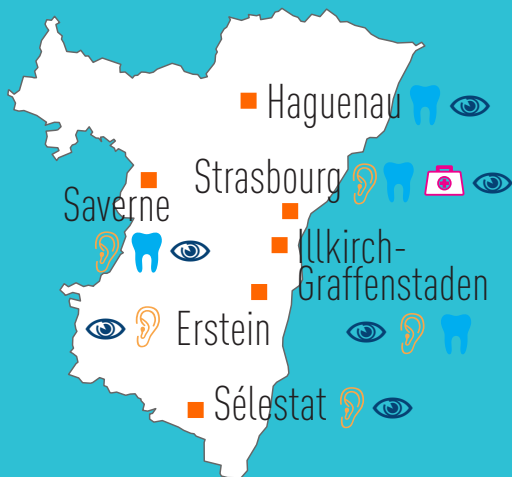 Haguenau
Strasbourg
Saverne
Illkirch-
Graffenstaden
Erstein
Sélestat